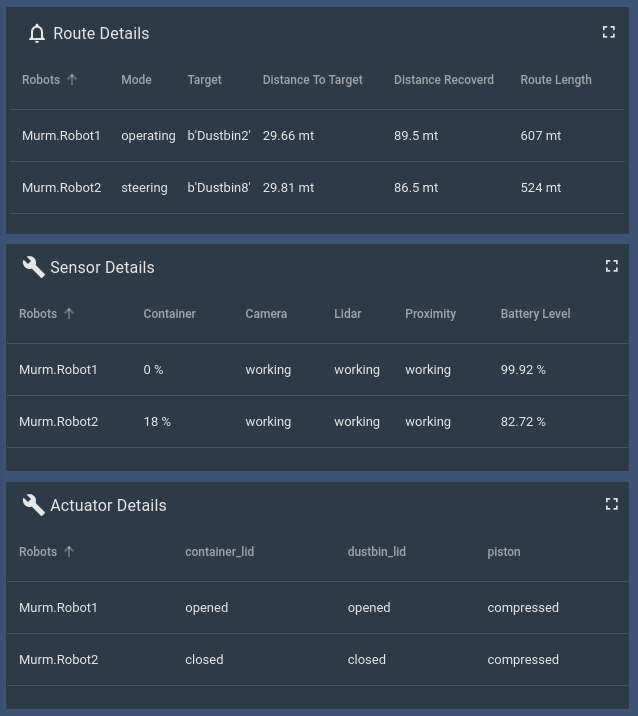 Route Details
Robots Mode Target Distance To Target Distance Recoverd Route Length
Murm.Robot1 operating b'Dustbin2' 29.66 mt 89.5 mt 607 mt
Murm.Robot2 steering b'Dustbin8' 29.81 mt 86.5 mt 524 mt
Sensor Details
Robots Container Camera Lidar Proximity Battery Level
Murm.Robot1 0 % working working working 99.92 %
Murm.Robot2 18 % working working working 82.72 %
Actuator Details
Robots container_lid dustbin_lid piston
Murm.Robot1 opened opened compressed
Murm.Robot2 closed closed compressed